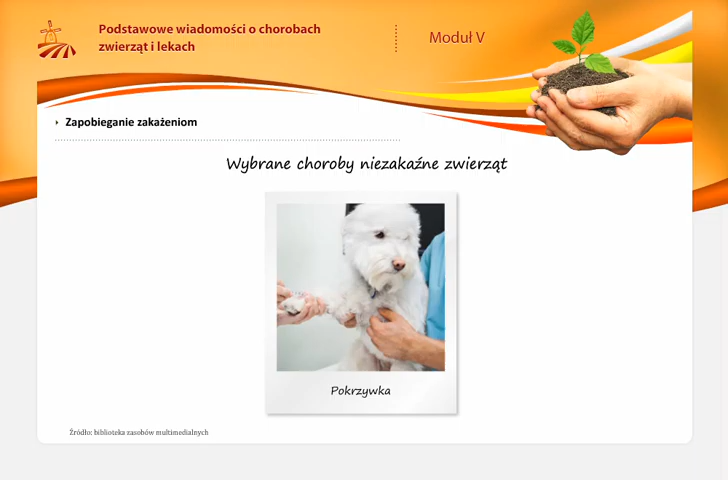 Podstawowe wiadomości o chorobach
zwierząt i lekach
Moduł V
Zapobieganie zakażeniom
Wybrane choroby niezakaźne zwierząt
Pokrzywka
Źródło: biblioteka zasobów multimedialnych